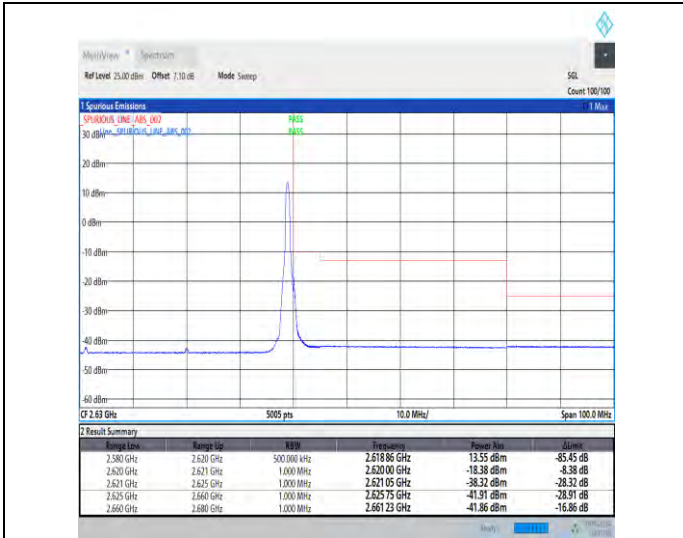 MultiView Spectrum
Ref Level 25.00 dBm Offset 7.10 dB Mode Sweep SGL
Count 100/100
1 Spurious Emissions 1 Max
SPURIOUS_LINE_ABS_002 PASS
30 dBm Line_SPURIOUS_LINE_ABS_002 PASS
20 dBm
10 dBm
0 dBm
-10 dBm
-20 dBm
-30 dBm
-40 dBm
-50 dBm
-60 dBm
CF 2.63 GHz 5005 pts 10.0 MHz/ Span 100.0 MHz
2 Result Summary
Range Low Range Up RBW Frequency Power Abs ΔLimit
2.580 GHz 2.620 GHz 500.000 kHz 2.618 86 GHz 13.55 dBm -85.45 dB
2.620 GHz 2.621 GHz 1.000 MHz 2.620 00 GHz -18.38 dBm -8.38 dB
2.621 GHz 2.625 GHz 1.000 MHz 2.621 05 GHz -38.32 dBm -28.32 dB
2.625 GHz 2.660 GHz 1.000 MHz 2.625 75 GHz -41.91 dBm -28.91 dB
2.660 GHz 2.680 GHz 1.000 MHz 2.661 23 GHz -41.86 dBm -16.86 dB
Ready